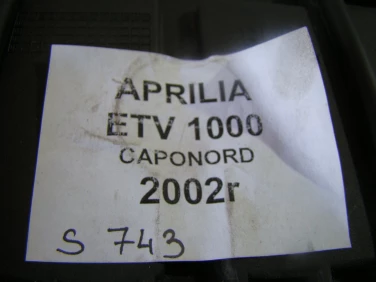 APRILIA
ETV 1000
CAPONORD
2002r
S 743